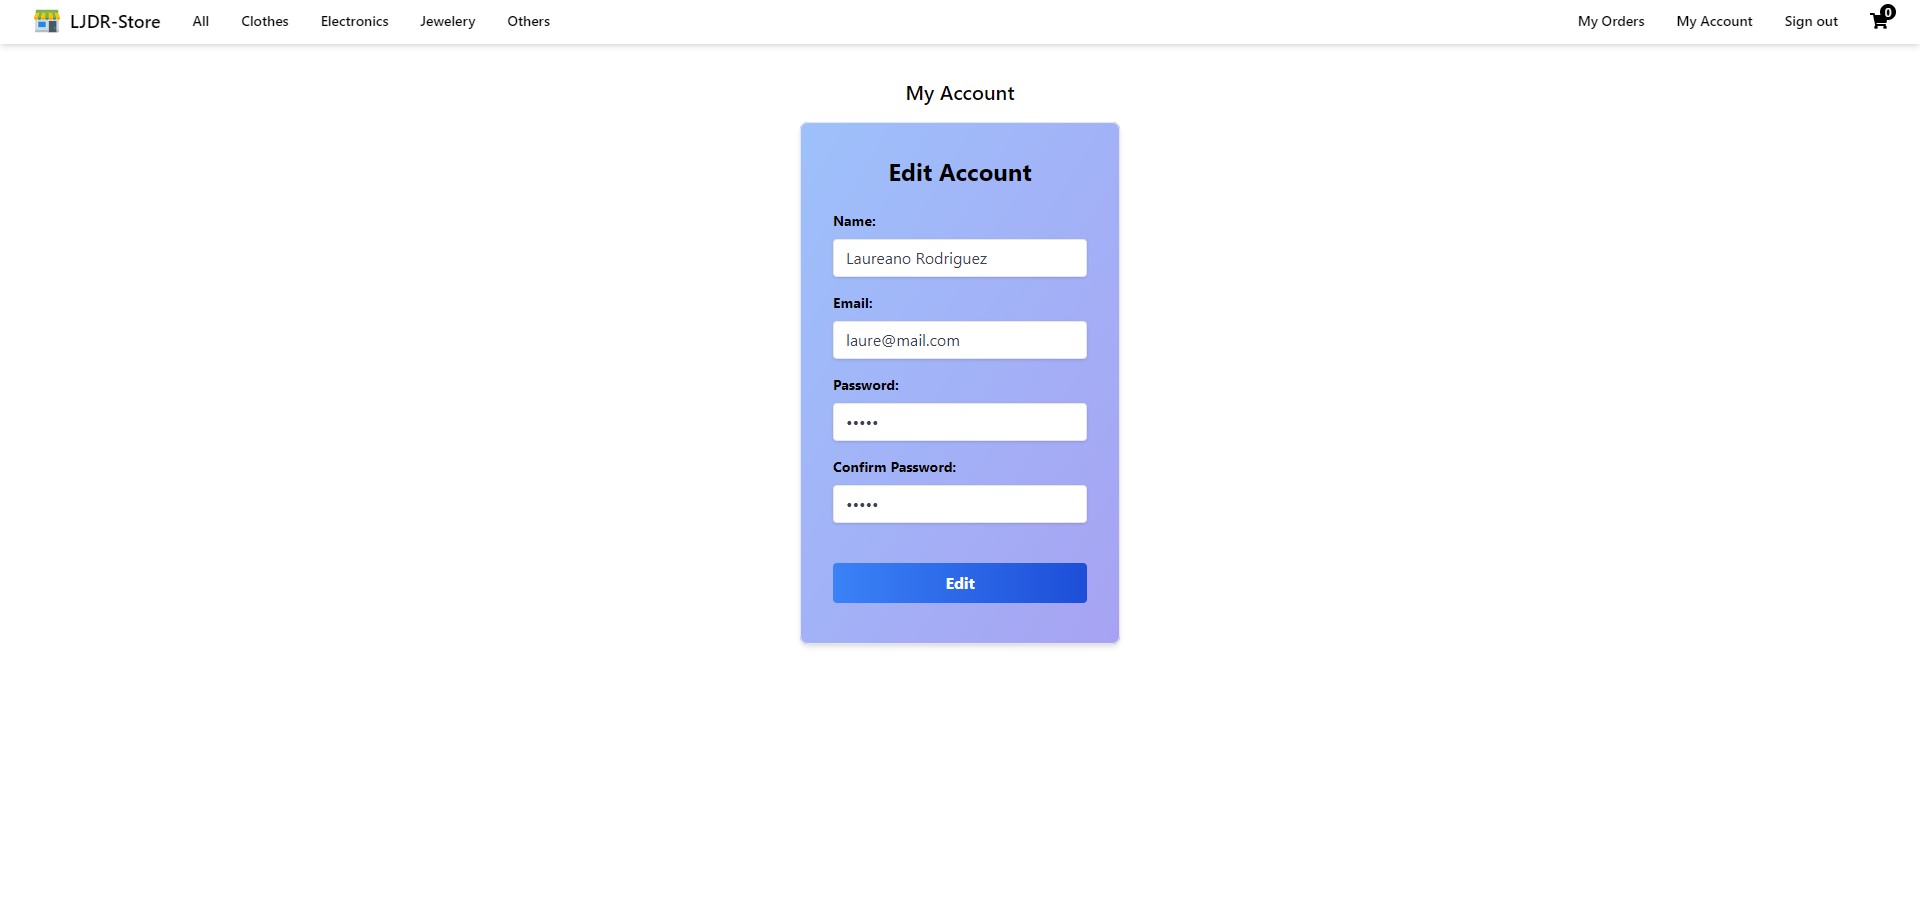 LJDR-Store All Clothes Electronics Jewelery Others My Orders My Account Sign out 0
My Account
Edit Account
Name:
Laureano Rodriguez
Email:
laure@mail.com
Password:
•••••
Confirm Password:
•••••
Edit